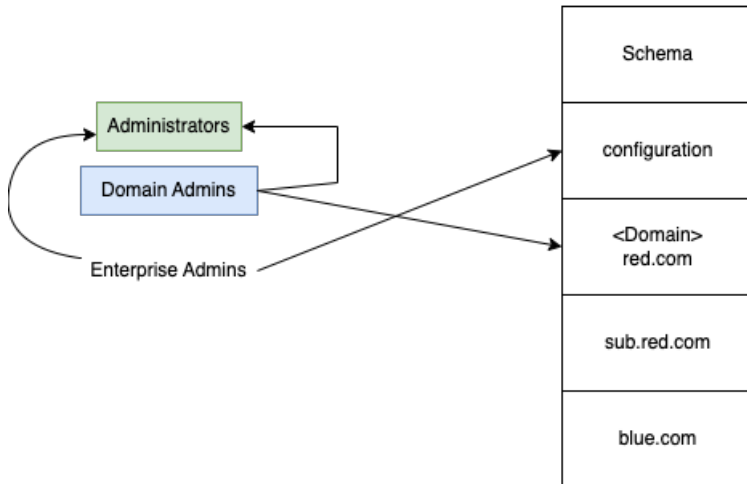 Administrators
Domain Admins
Enterprise Admins
Schema
configuration
<Domain>
red.com
sub.red.com
blue.com